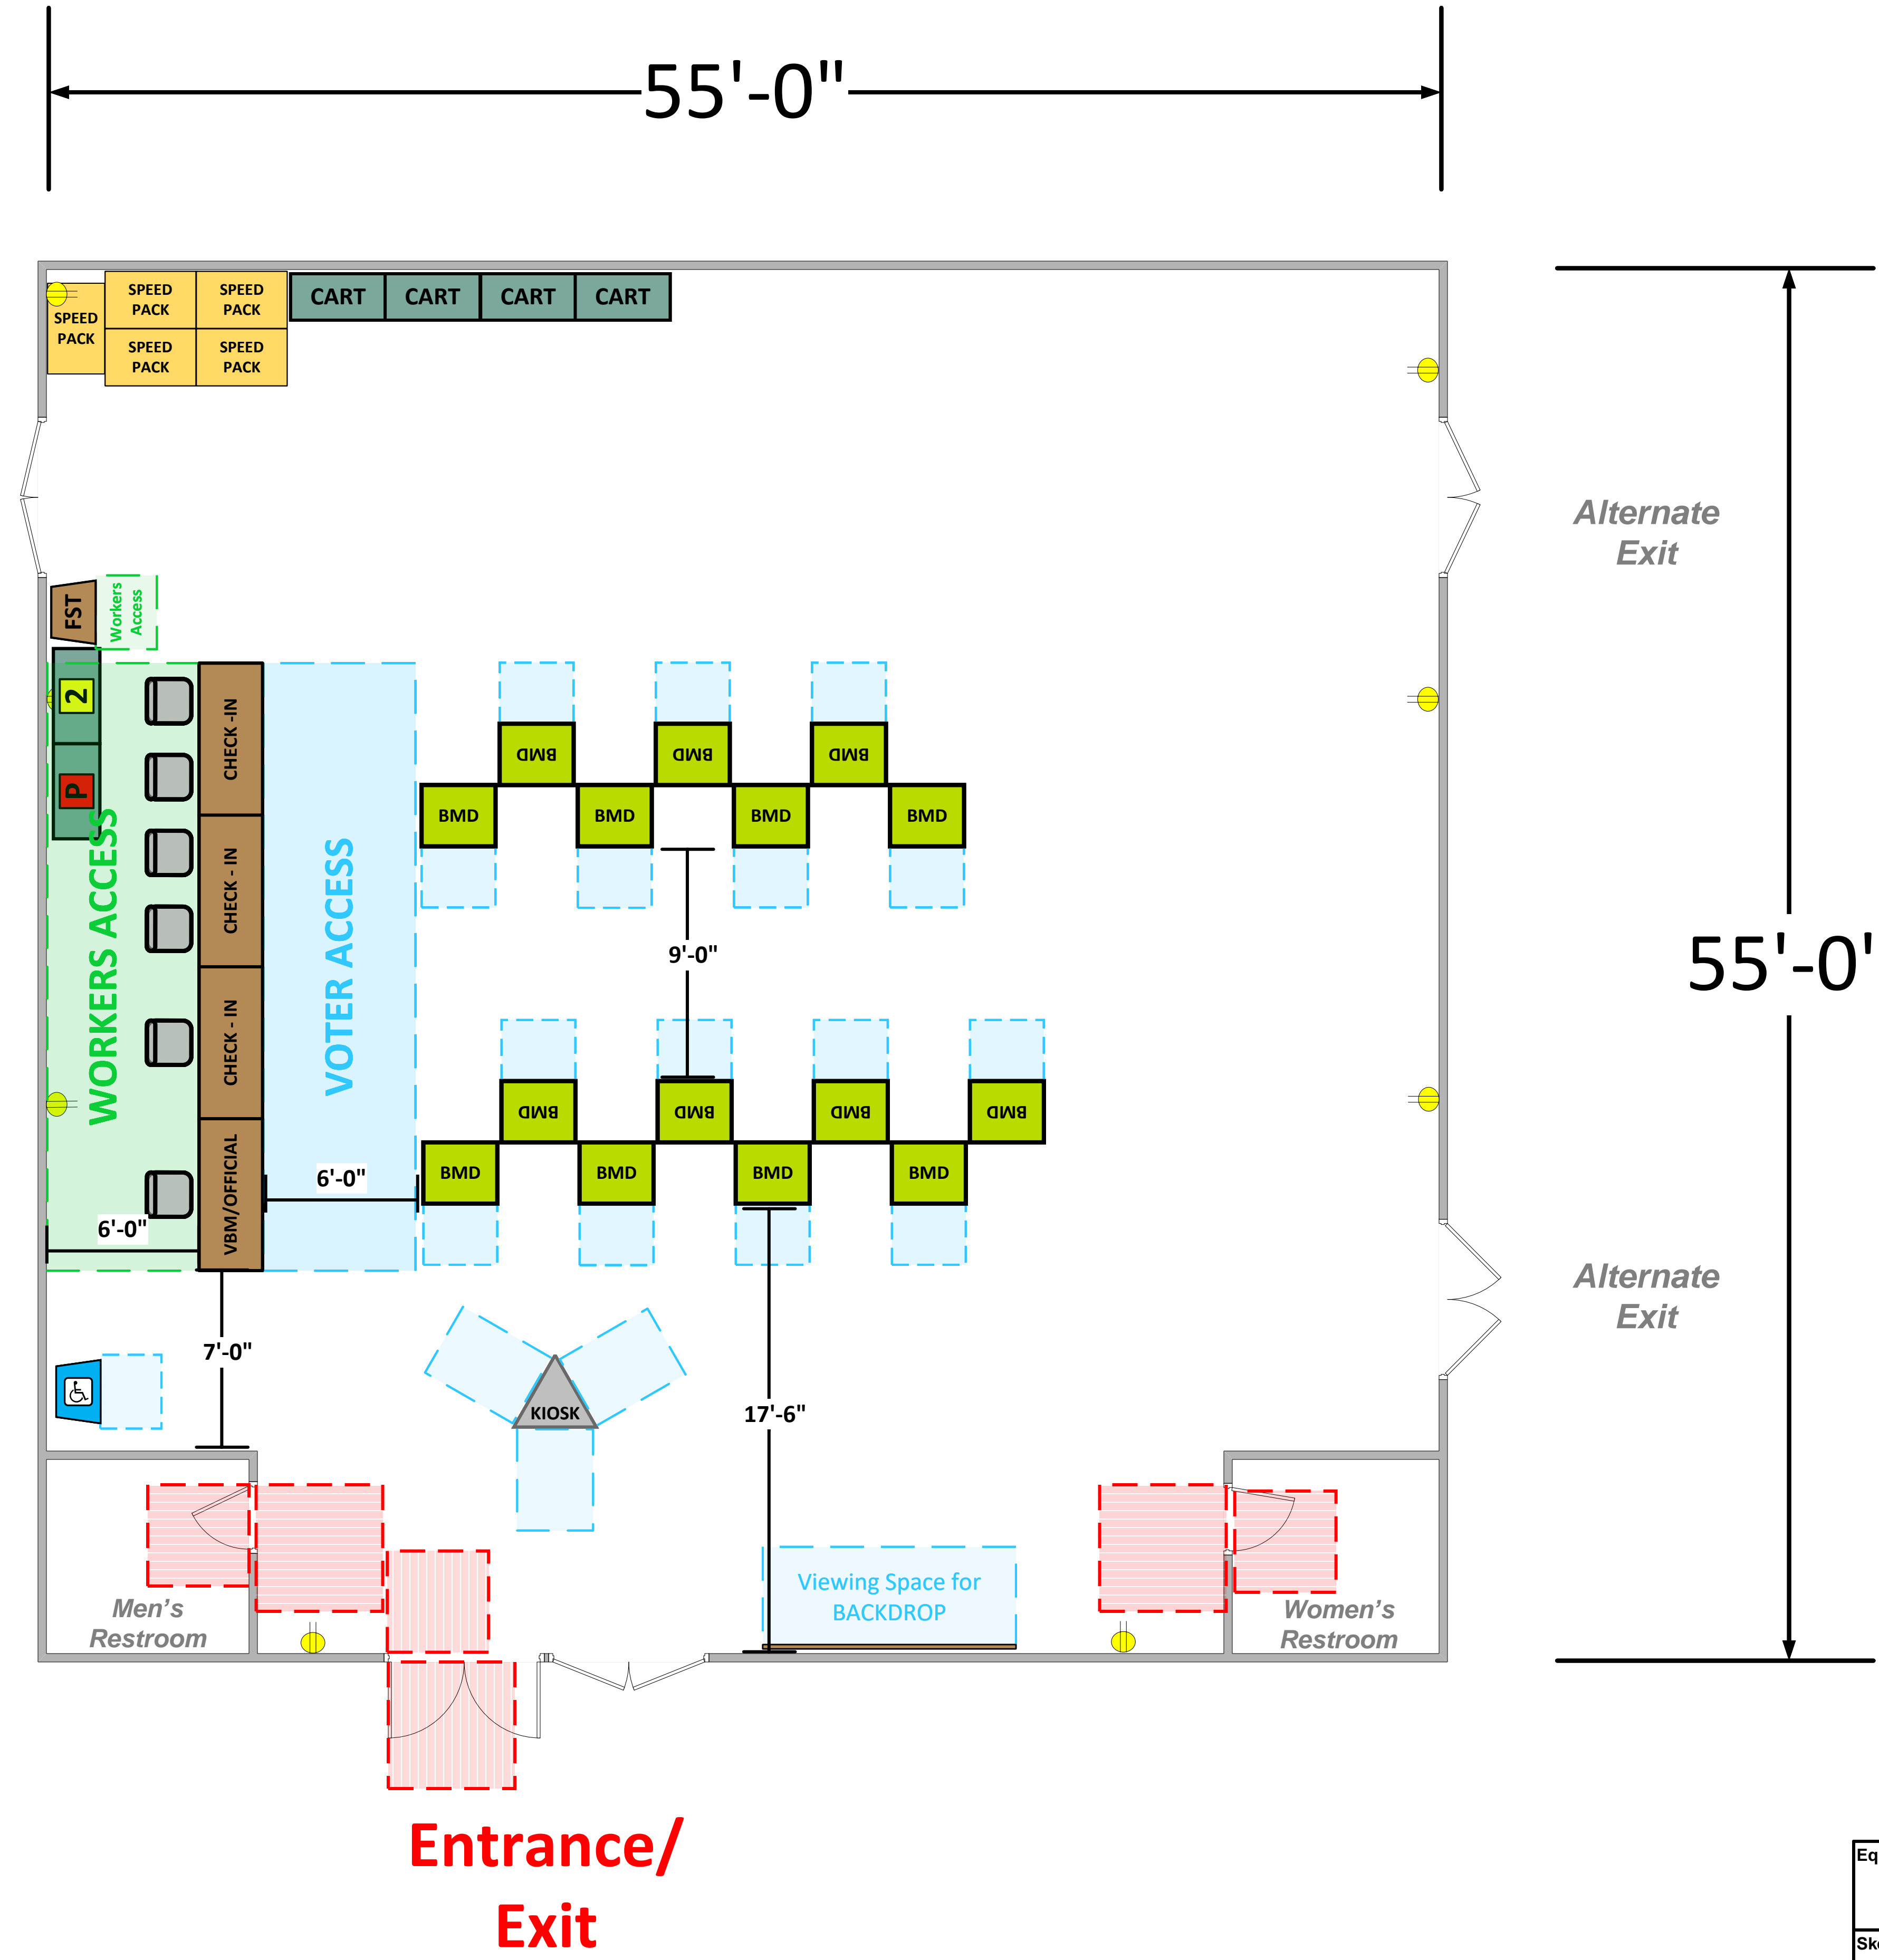 55'-0"
SPEED
PACK
SPEED
PACK
SPEED
PACK
SPEED
PACK
SPEED
PACK
CART
CART
CART
CART
Alternate
Exit
FST
Workers
Access
2
P
WORKERS ACCESS
CHECK -IN
CHECK - IN
CHECK - IN
VBM/OFFICIAL
VOTER ACCESS
BMD
BMD
BMD
BMD
BMD
BMD
BMD
9'-0"
55'-0'
BMD
BMD
BMD
BMD
BMD
BMD
BMD
BMD
6'-0"
6'-0"
Alternate
Exit
7'-0"
KIOSK
17'-6"
Viewing Space for
BACKDROP
Men's
Restroom
Women's
Restroom
Entrance/
Exit
Eq